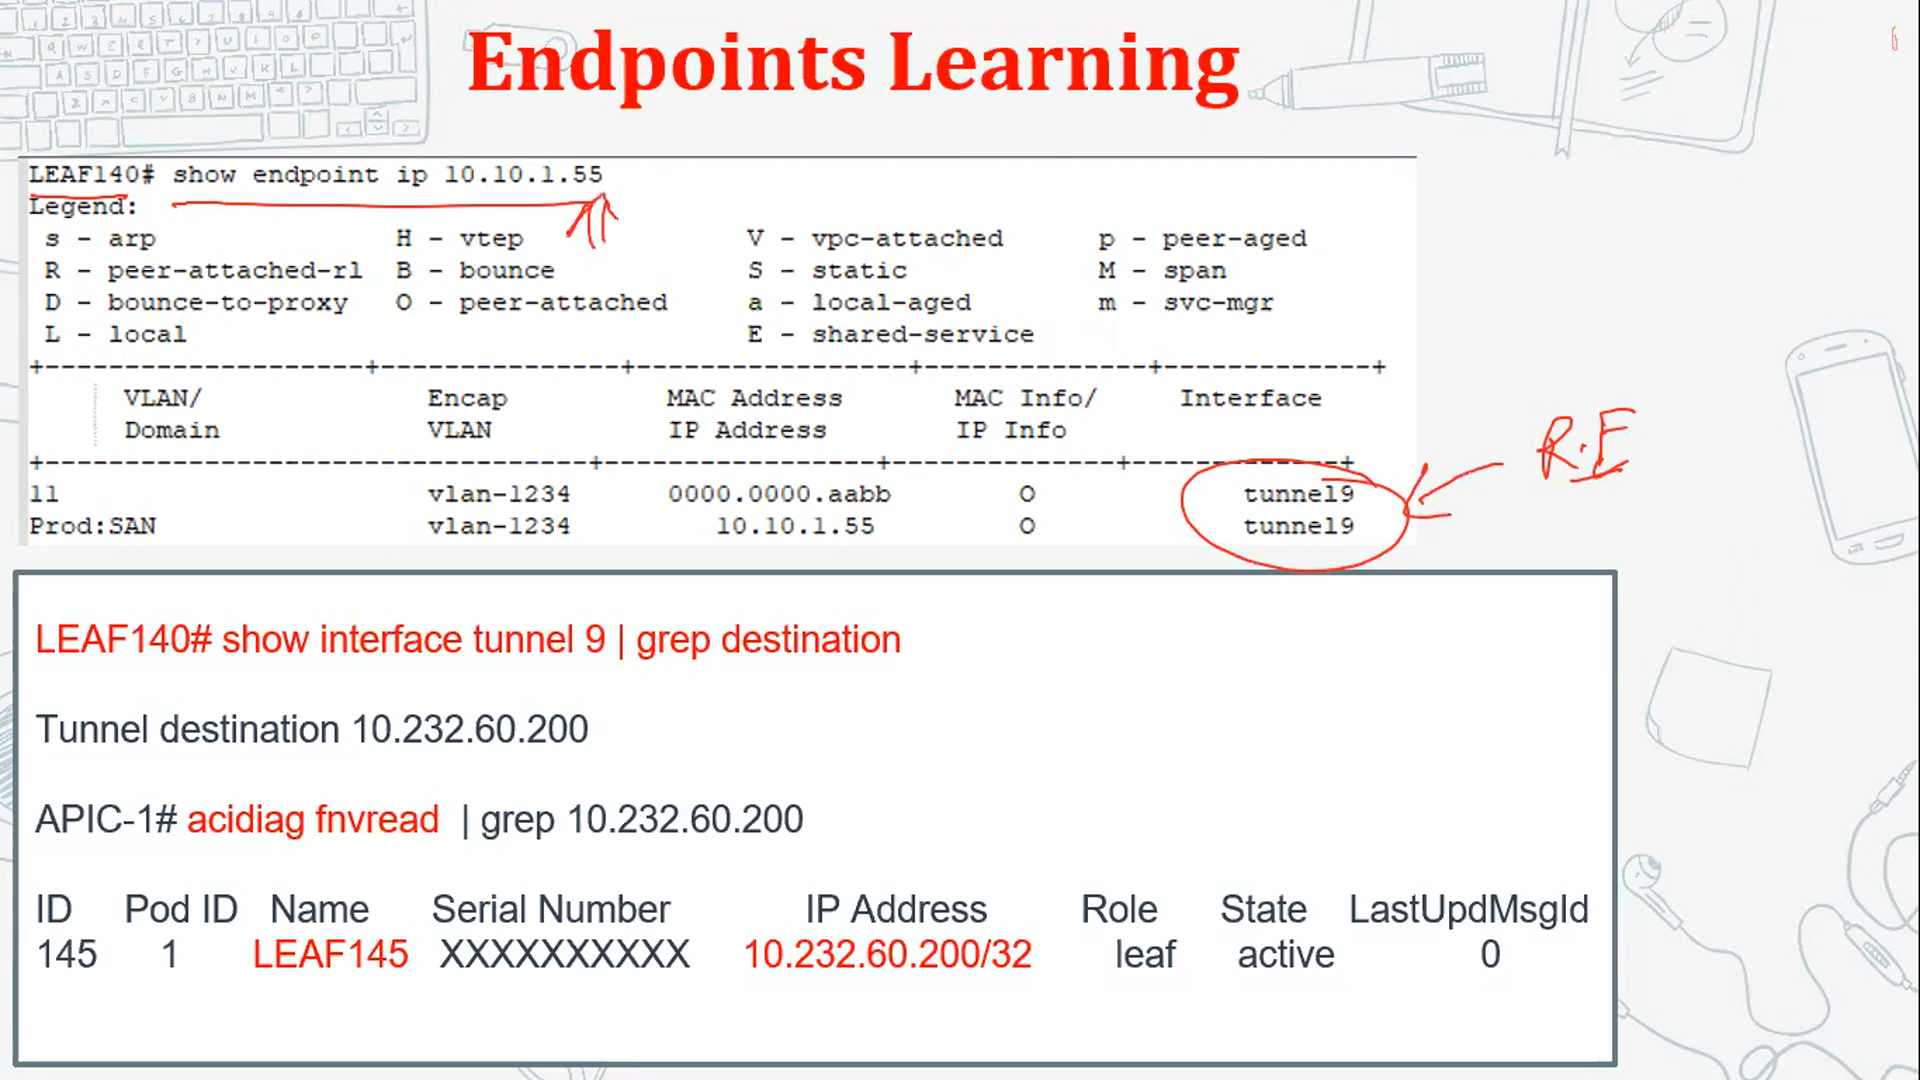 Endpoints Learning
6
LEAF140# show endpoint ip 10.10.1.55
Legend:
s - arp H - vtep V - vpc-attached p - peer-aged
R - peer-attached-rl B - bounce S - static M - span
D - bounce-to-proxy O - peer-attached a - local-aged m - svc-mgr
L - local E - shared-service
+---------------------+---------------+------------------+---------------+--------------+
VLAN/ Encap MAC Address MAC Info/ Interface
Domain VLAN IP Address IP Info
+-----------------------------------+------------------+---------------+--------------+
11 vlan-1234 0000.0000.aabb O tunnel9
Prod:SAN vlan-1234 10.10.1.55 O tunnel9
R.E
LEAF140# show interface tunnel 9 | grep destination
Tunnel destination 10.232.60.200
APIC-1# acidiag fnvread | grep 10.232.60.200
ID Pod ID Name Serial Number IP Address Role State LastUpdMsgId
145 1 LEAF145 XXXXXXXXXX 10.232.60.200/32 leaf active 0